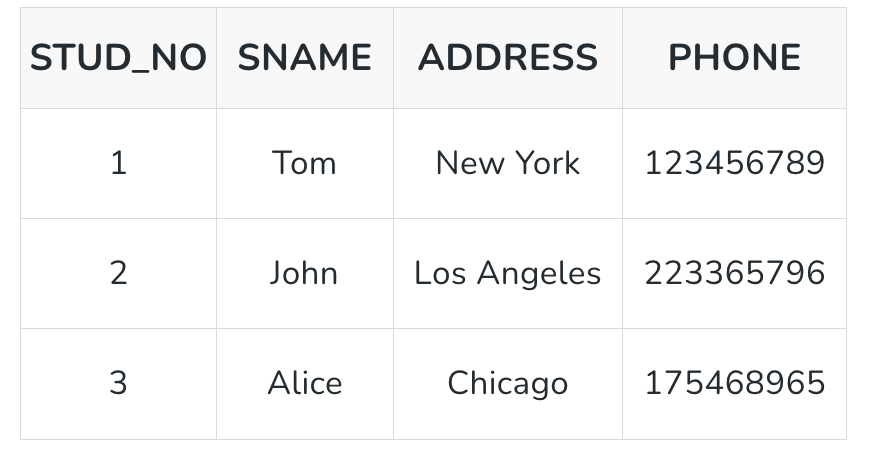 STUD_NO SNAME ADDRESS PHONE
1 Tom New York 123456789
2 John Los Angeles 223365796
3 Alice Chicago 175468965